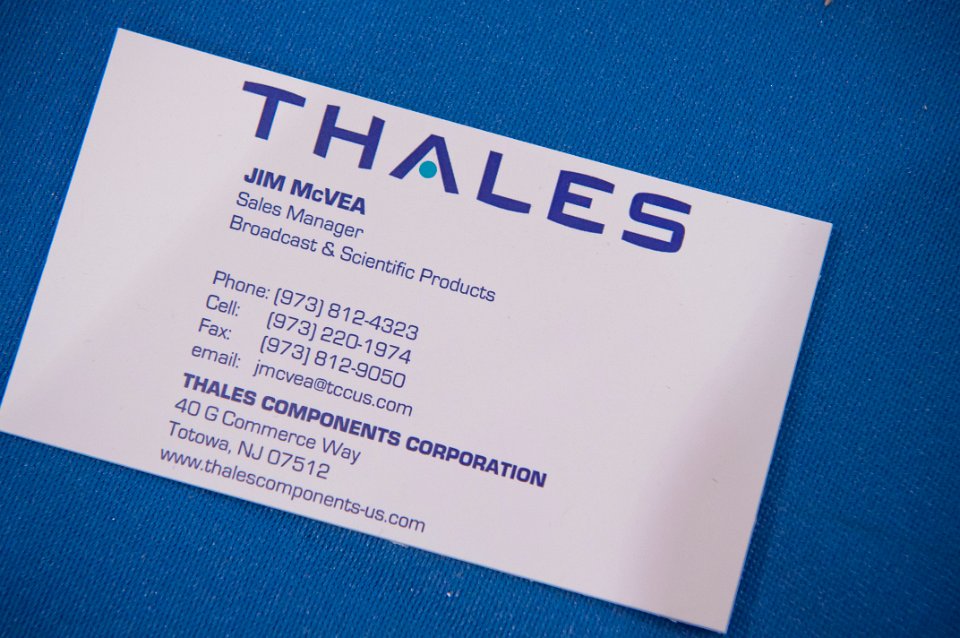 THALES
JIM McVEA
Sales Manager
Broadcast & Scientific Products
Phone: (973) 812-4323
Cell: (973) 220-1974
Fax: (973) 812-9050
email: jmcvea@tccus.com
THALES COMPONENTS CORPORATION
40 G Commerce Way
Totowa, NJ 07512
www.thalescomponents-us.com